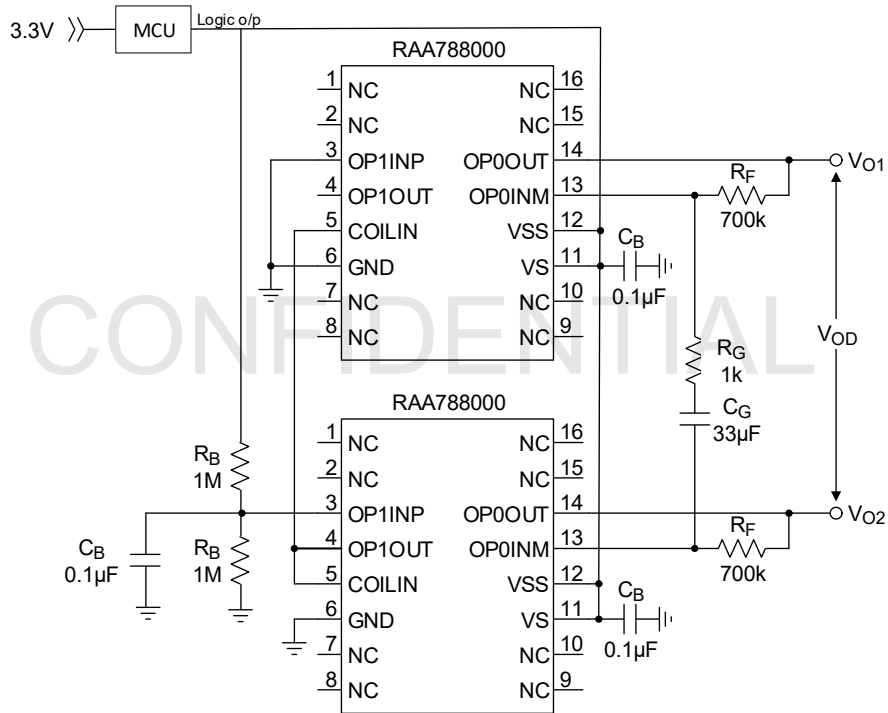 3.3V
MCU
Logic o/p
RAA788000
1 NC NC 16
2 NC NC 15
3 OP1INP OP0OUT 14
4 OP1OUT OP0INM 13
5 COILIN VSS 12
6 GND VS 11
7 NC NC 10
8 NC NC 9
RF
700k
VO1
CB
0.1µF
CONFIDENTIAL
VOD
RG
1k
CG
33µF
RAA788000
1 NC NC 16
2 NC NC 15
3 OP1INP OP0OUT 14
4 OP1OUT OP0INM 13
5 COILIN VSS 12
6 GND VS 11
7 NC NC 10
8 NC NC 9
RB
1M
CB
0.1µF
RB
1M
VO2
RF
700k
CB
0.1µF